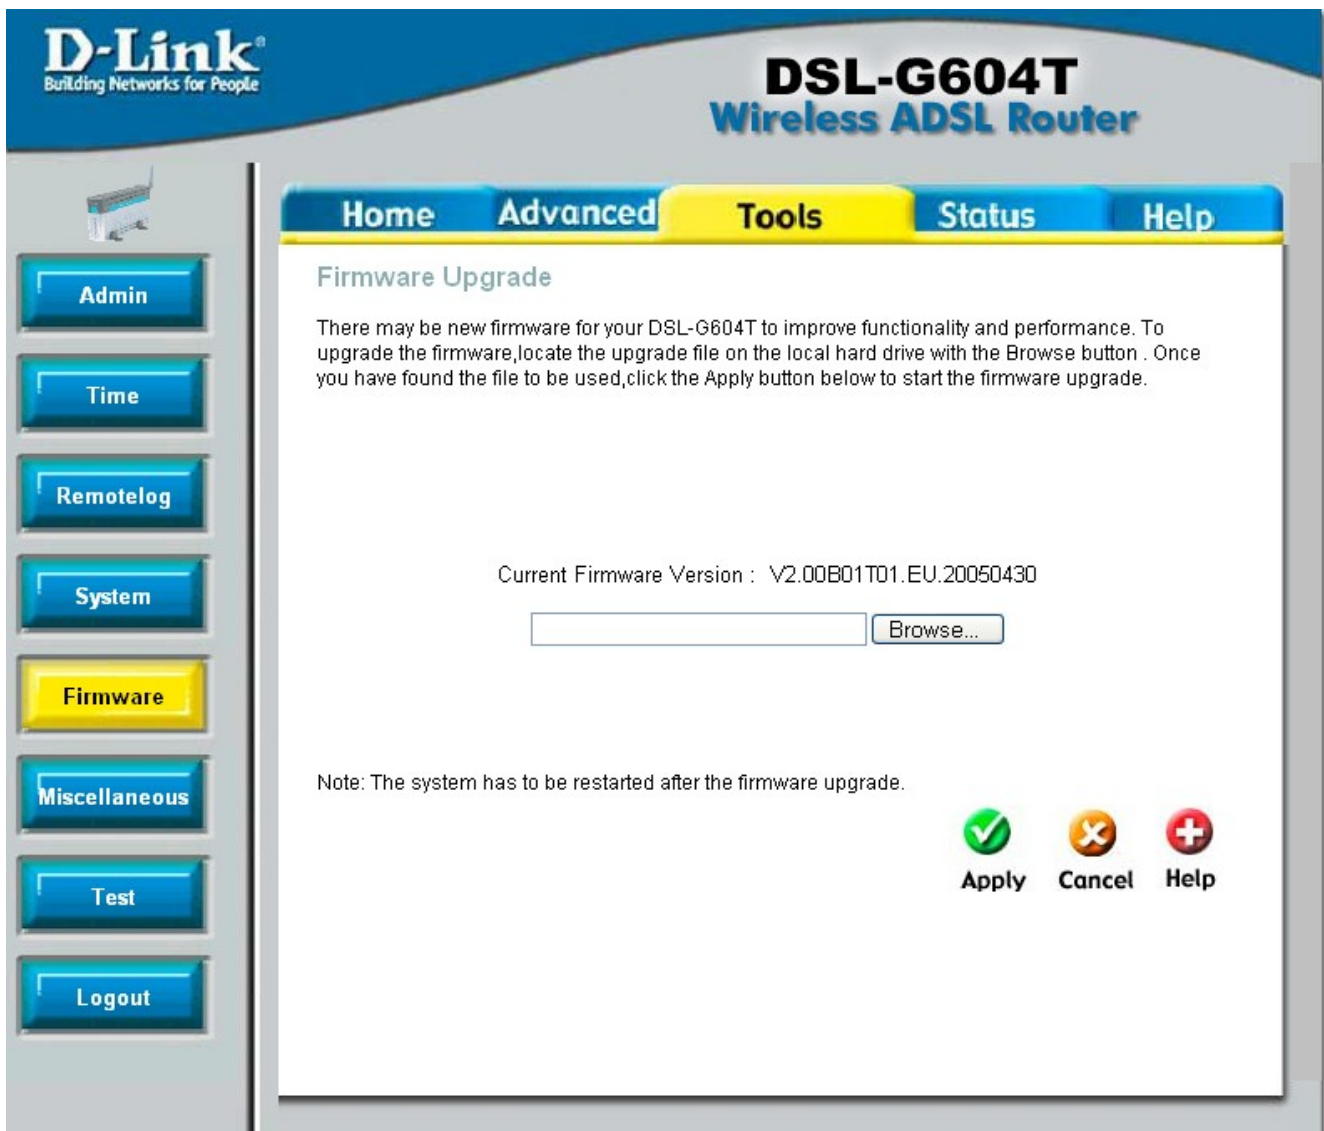 D-Link®
Building Networks for People
DSL-G604T
Wireless ADSL Router
Home
Advanced
Tools
Status
Help
Admin
Time
Remotelog
System
Firmware
Miscellaneous
Test
Logout
Firmware Upgrade
There may be new firmware for your DSL-G604T to improve functionality and performance. To
upgrade the firmware,locate the upgrade file on the local hard drive with the Browse button . Once
you have found the file to be used,click the Apply button below to start the firmware upgrade.
Current Firmware Version : V2.00B01T01.EU.20050430
Browse...
Note: The system has to be restarted after the firmware upgrade.
Apply
Cancel
Help